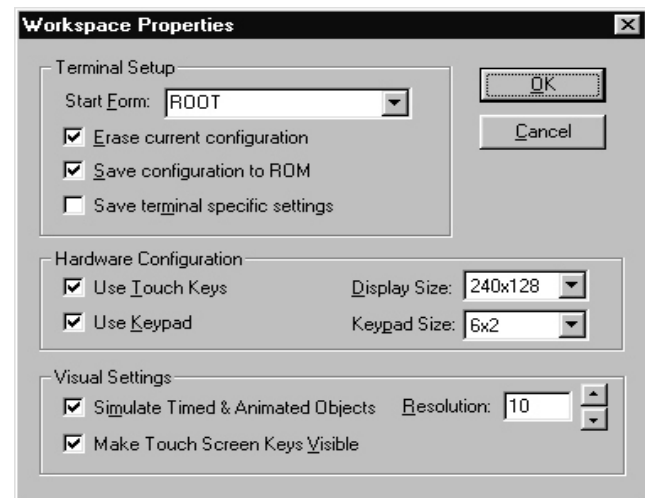 Workspace Properties
Terminal Setup
Start Form: ROOT
OK
Erase current configuration
Cancel
Save configuration to ROM
Save terminal specific settings
Hardware Configuration
Use Touch Keys Display Size: 240x128
Use Keypad Keypad Size: 6x2
Visual Settings
Simulate Timed & Animated Objects Resolution: 10
Make Touch Screen Keys Visible